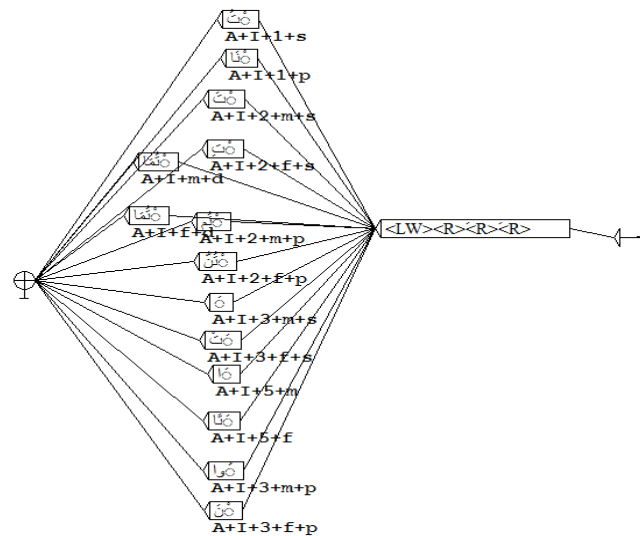 ْتُ
A+I+1+s
ْنَا
A+I+1+p
ْتَ
A+I+2+m+s
ْتِ
A+I+2+f+s
ْتُمَا
A+I+m+d
ْتُمَا
A+I+f+d
A+I+2+m+p
<LW><R>َ<R>َ<R>
ْتُنَّ
A+I+2+f+p
َ
A+I+3+m+s
َتْ
A+I+3+f+s
َا
A+I+5+m
َتَا
A+I+5+f
ُوا
A+I+3+m+p
ْنَ
A+I+3+f+p